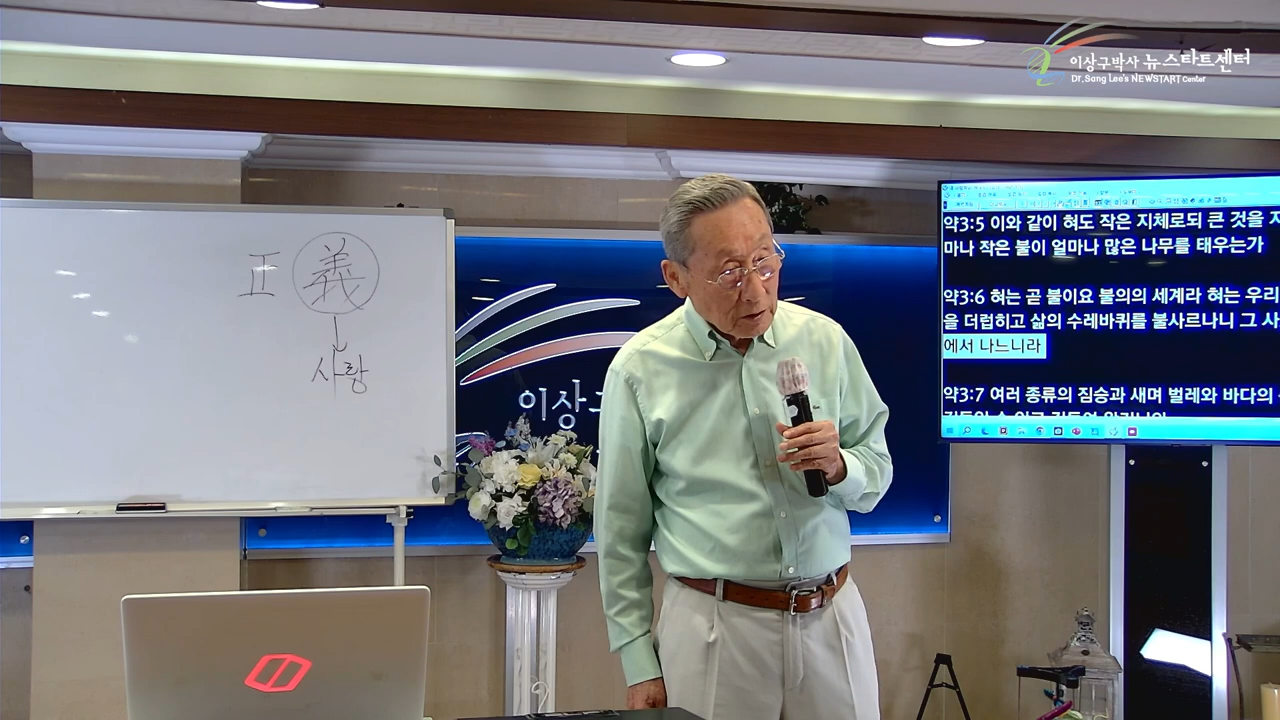 이상구박사 뉴스타트센터
Dr. Sang Lee's NEWSTART Center
正 義
사랑
이상구
약3:5 이와 같이 혀도 작은 지체로되 큰 것을 자
마나 작은 불이 얼마나 많은 나무를 태우는가
약3:6 혀는 곧 불이요 불의의 세계라 혀는 우리
을 더럽히고 삶의 수레바퀴를 불사르나니 그 사
에서 나느니라
약3:7 여러 종류의 짐승과 새며 벌레와 바다의